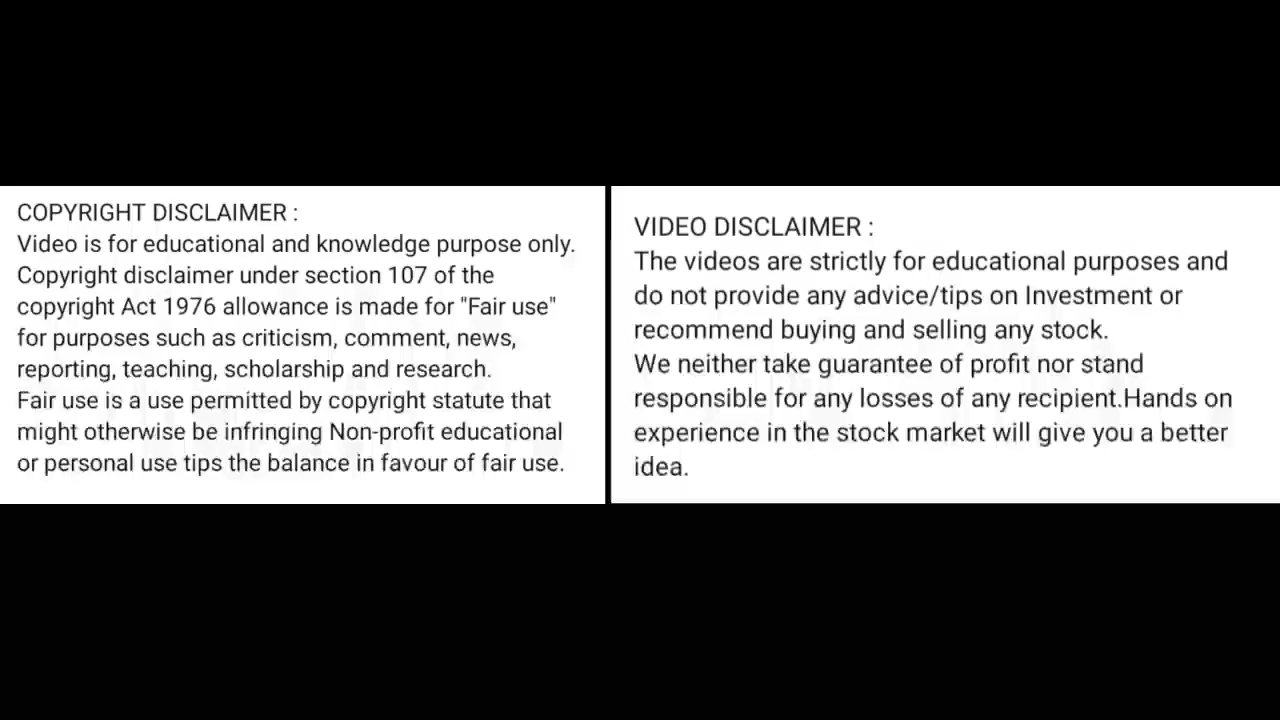 COPYRIGHT DISCLAIMER :
Video is for educational and knowledge purpose only.
Copyright disclaimer under section 107 of the
copyright Act 1976 allowance is made for "Fair use"
for purposes such as criticism, comment, news,
reporting, teaching, scholarship and research.
Fair use is a use permitted by copyright statute that
might otherwise be infringing Non-profit educational
or personal use tips the balance in favour of fair use.
VIDEO DISCLAIMER :
The videos are strictly for educational purposes and
do not provide any advice/tips on Investment or
recommend buying and selling any stock.
We neither take guarantee of profit nor stand
responsible for any losses of any recipient.Hands on
experience in the stock market will give you a better
idea.